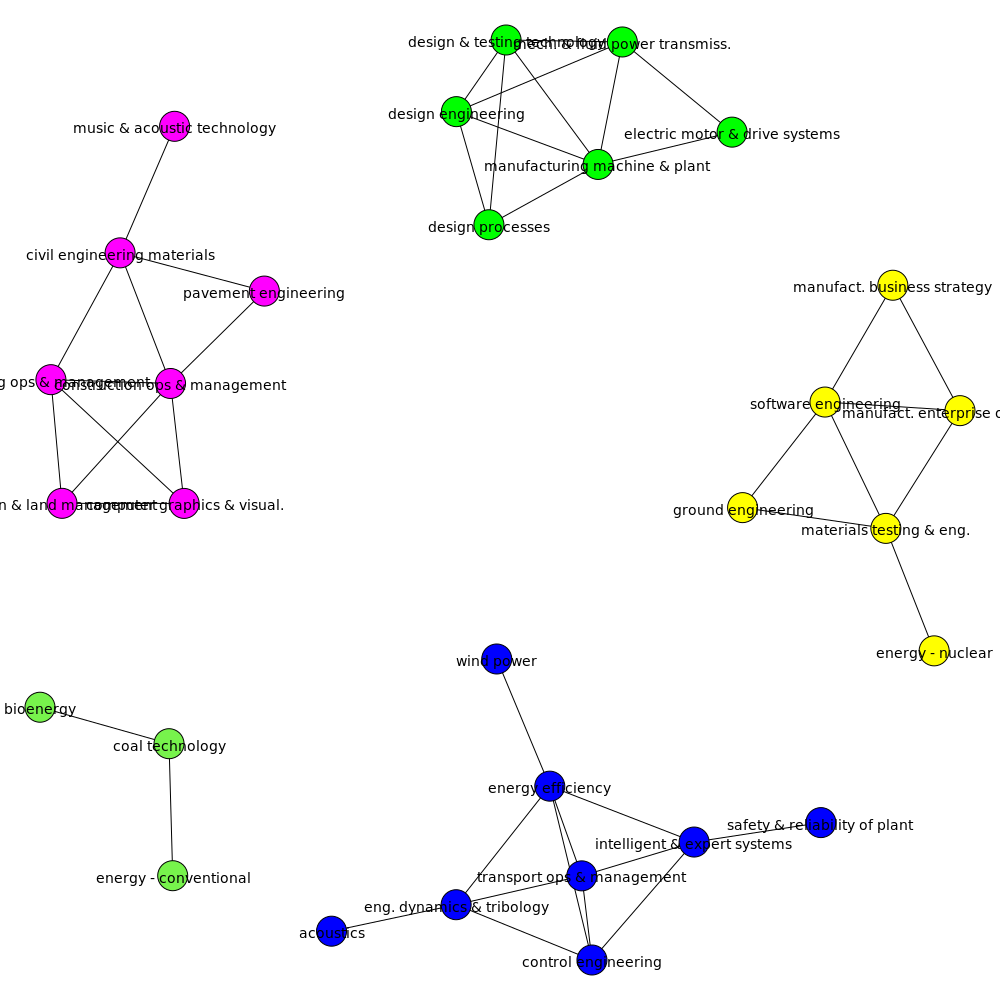 design & testing technology
mech. & fluid power transmiss.
design engineering
music & acoustic technology
electric motor & drive systems
manufacturing machine & plant
design processes
civil engineering materials
pavement engineering
manufact. business strategy
g ops & management
construction ops & management
software engineering
manufact. enterprise
n & land management
computer graphics & visual.
ground engineering
materials testing & eng.
energy - nuclear
wind power
bioenergy
coal technology
energy efficiency
safety & reliability of plant
intelligent & expert systems
energy - conventional
transport ops & management
eng. dynamics & tribology
acoustics
control engineering